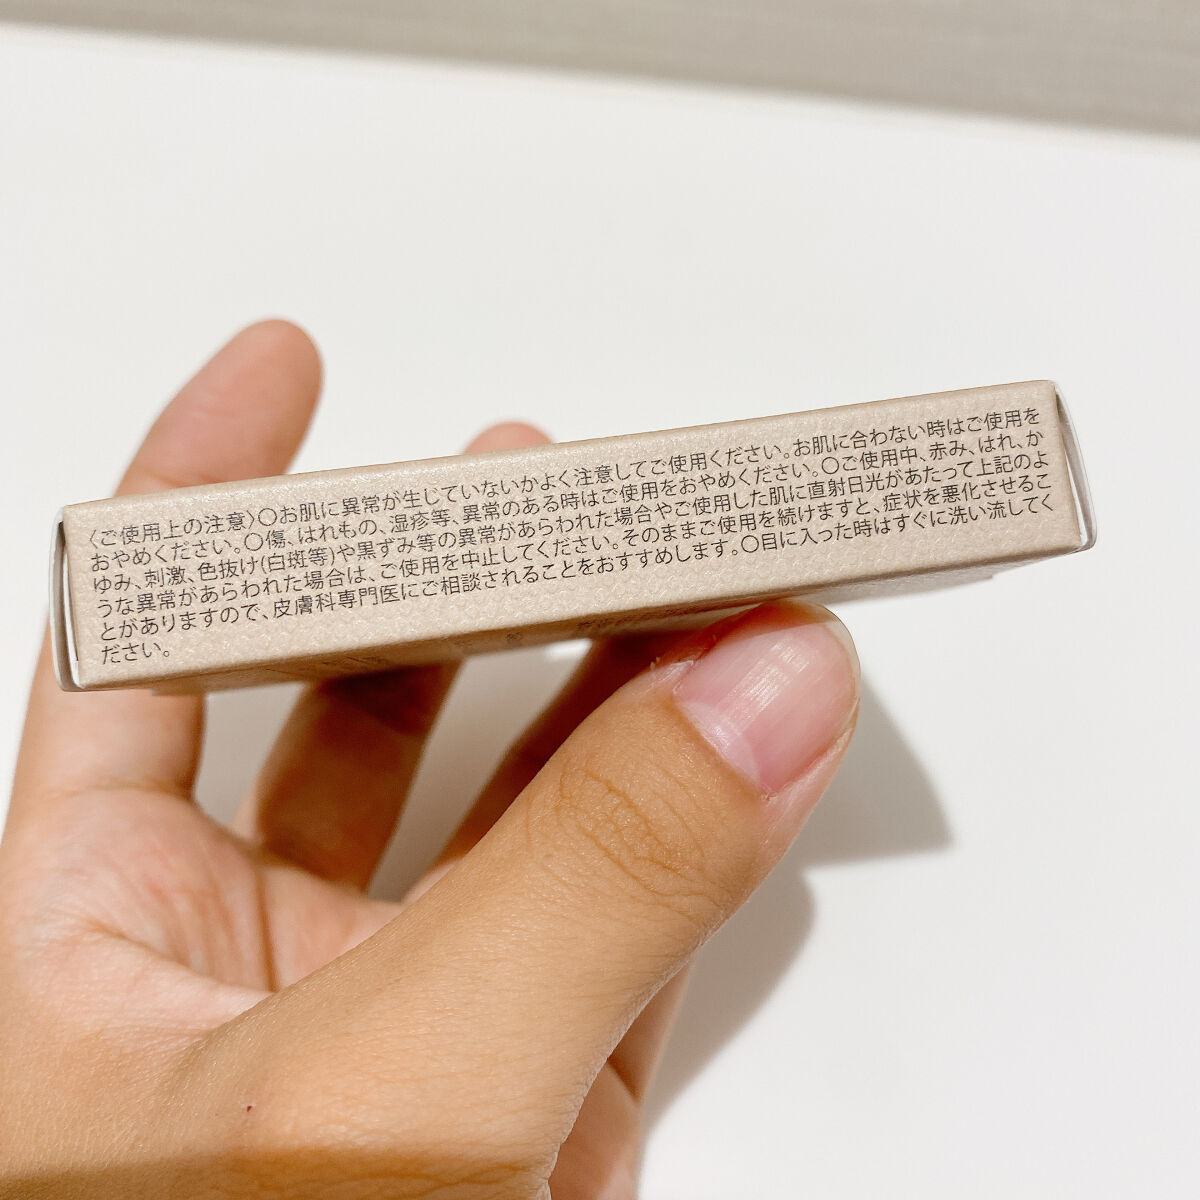 〈ご使用上の注意〉○お肌に異常が生じていないかよく注意してご使用ください。お肌に合わない時はご使用を
おやめください。○傷、はれもの、湿疹等、異常のある時はご使用をおやめください。○ご使用中、赤み、はれ、か
ゆみ、刺激、色抜け(白斑等)や黒ずみ等の異常があらわれた場合やご使用した肌に直射日光があたって上記のよ
うな異常があらわれた場合は、ご使用を中止してください。そのままご使用を続けますと、症状を悪化させるこ
とがありますので、皮膚科専門医にご相談されることをおすすめします。○目に入った時はすぐに洗い流してく
ださい。